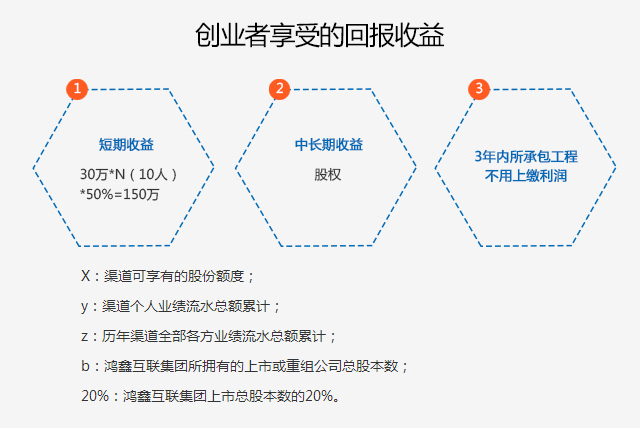 创业者享受的回报收益
1
短期收益
30万*N（10人）
*50%=150万
2
中长期收益
股权
3
3年内所承包工程
不用上缴利润
X：渠道可享有的股份额度；
y：渠道个人业绩流水总额累计；
z：历年渠道全部各方业绩流水总额累计；
b：鸿鑫互联集团所拥有的上市或重组公司总股本数；
20%：鸿鑫互联集团上市总股本数的20%。